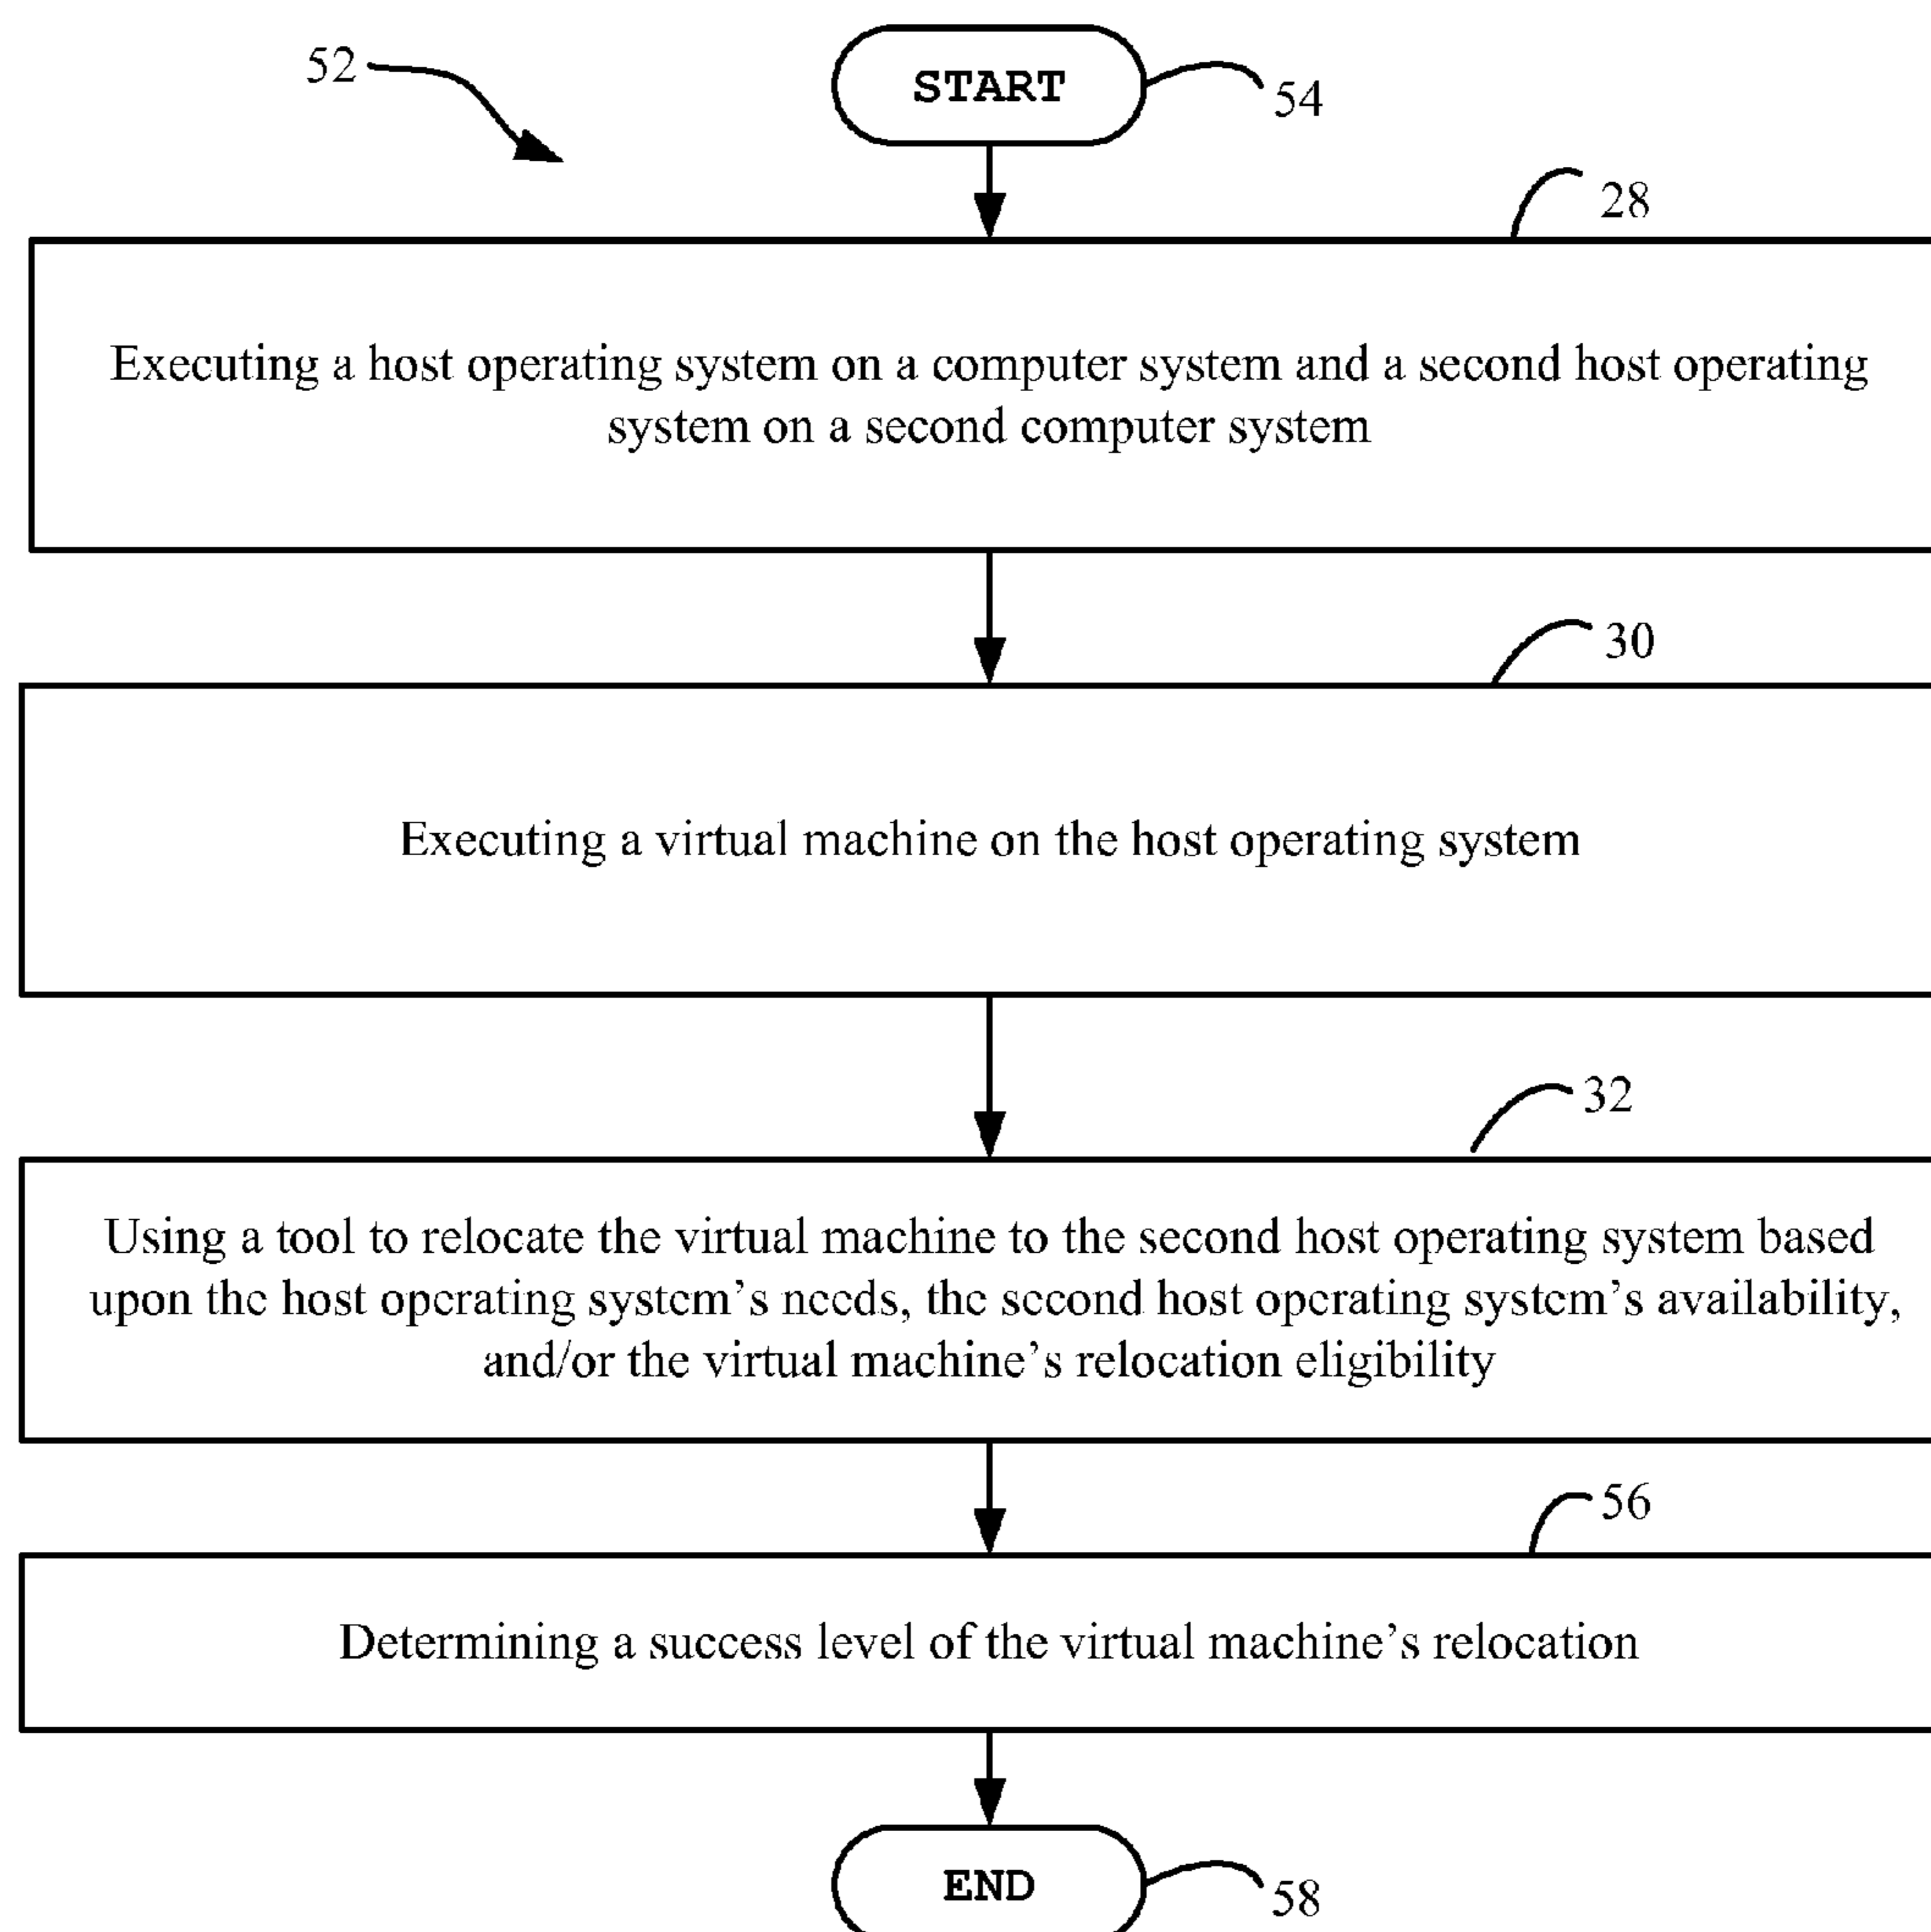 52
START
54
28
Executing a host operating system on a computer system and a second host operating
system on a second computer system
30
Executing a virtual machine on the host operating system
32
Using a tool to relocate the virtual machine to the second host operating system based
upon the host operating system’s needs, the second host operating system’s availability,
and/or the virtual machine’s relocation eligibility
56
Determining a success level of the virtual machine’s relocation
END
58